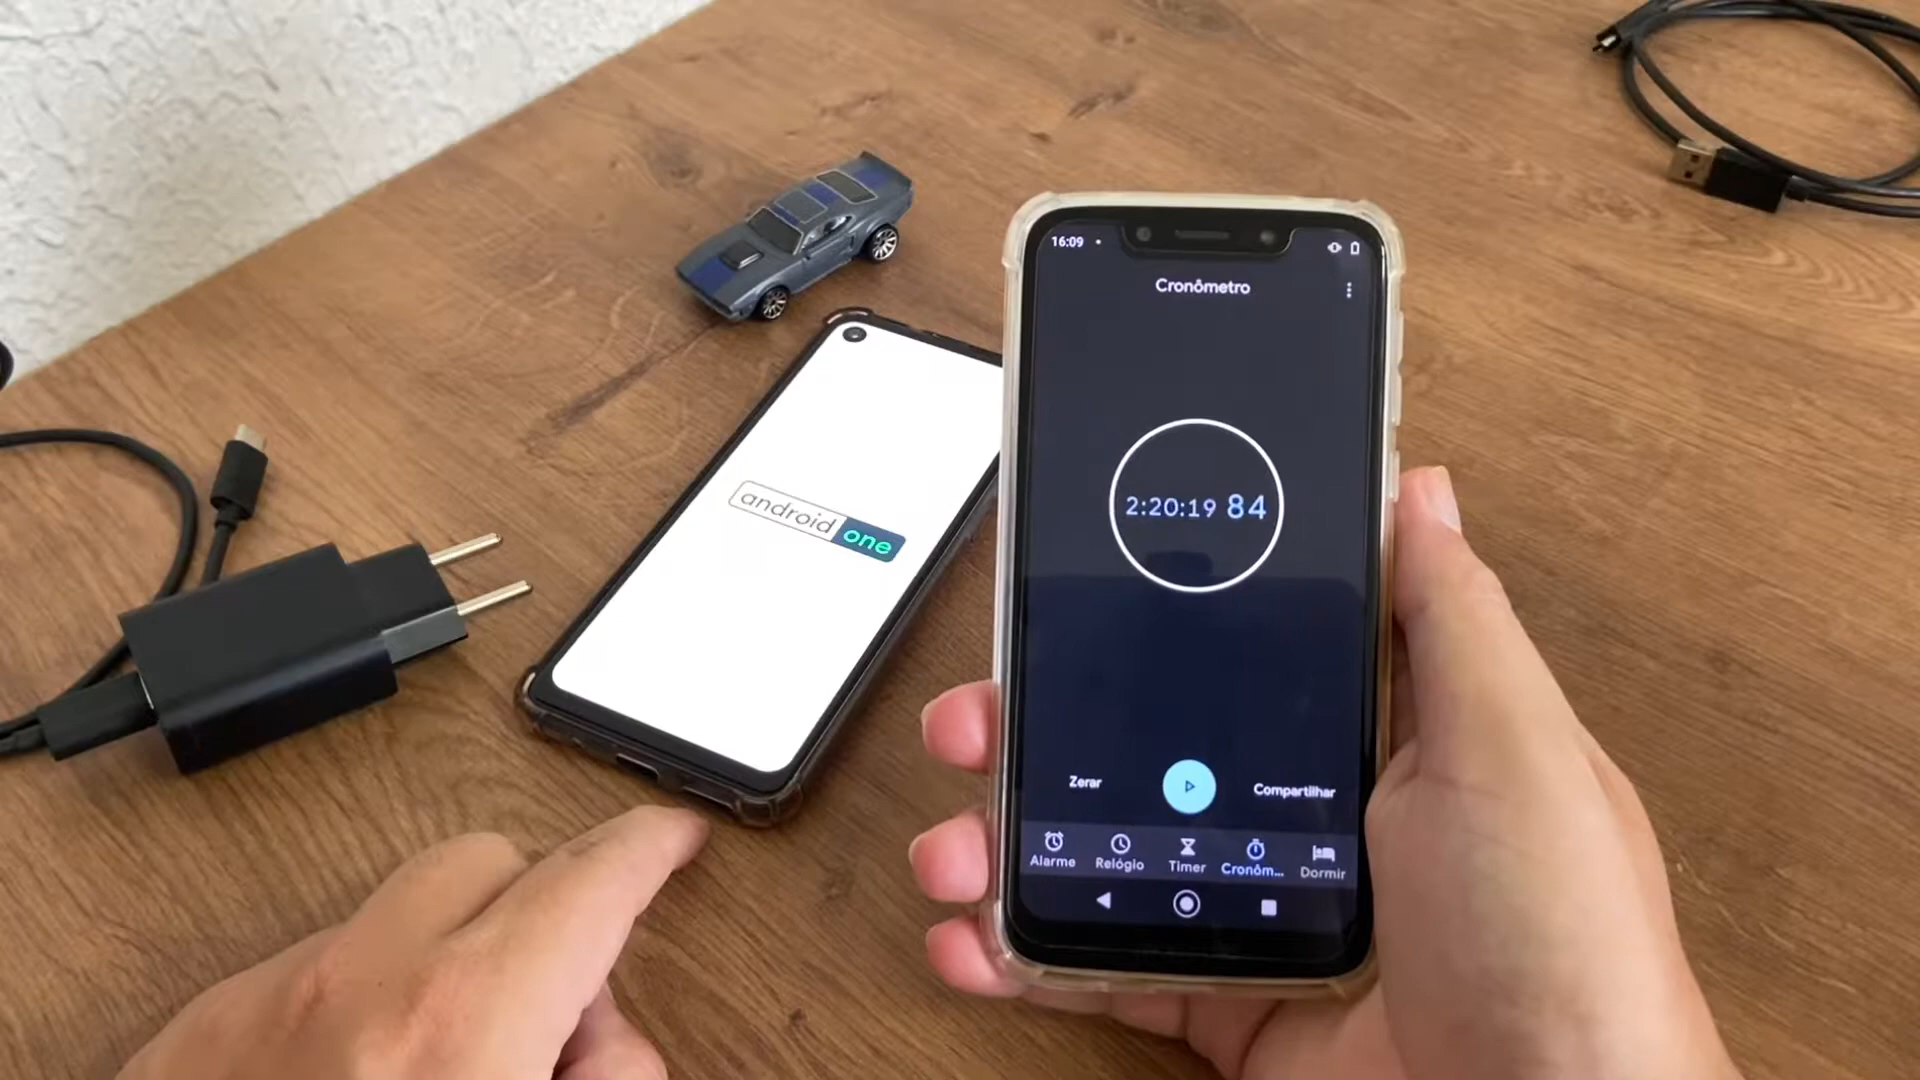 16:09
Cronômetro
android one
2:20:19 84
Zerar
Compartilhar
Alarme
Relógio
Timer
Cronôm...
Dormir